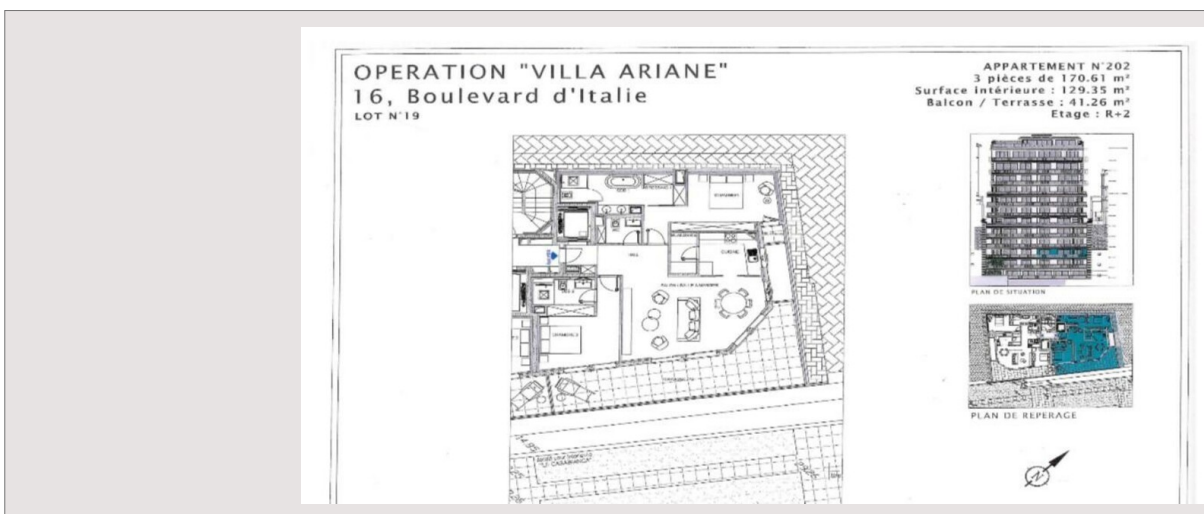 OPERATION "VILLA ARIANE"
16, Boulevard d'Italie
LOT N°19
APPARTEMENT N°202
3 pièces de 170.61 m²
Surface intérieure : 129.35 m²
Balcon / Terrasse : 41.26 m²
Etage : R+2
HALL
CUISINE
PLAN DE SITUATION
PLAN DE REPERAGE
N